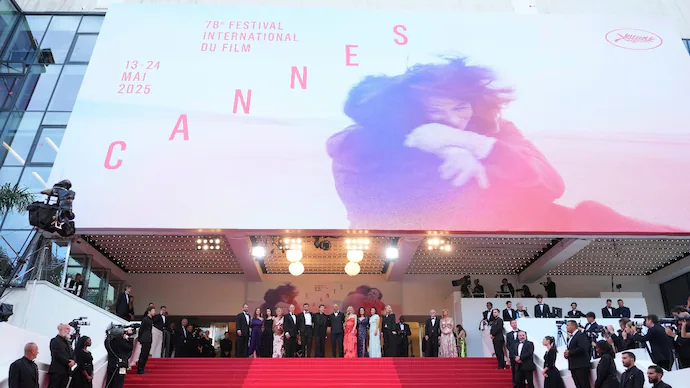 78e FESTIVAL
INTERNATIONAL
DU FILM
13-24
MAI
2025
CANNES